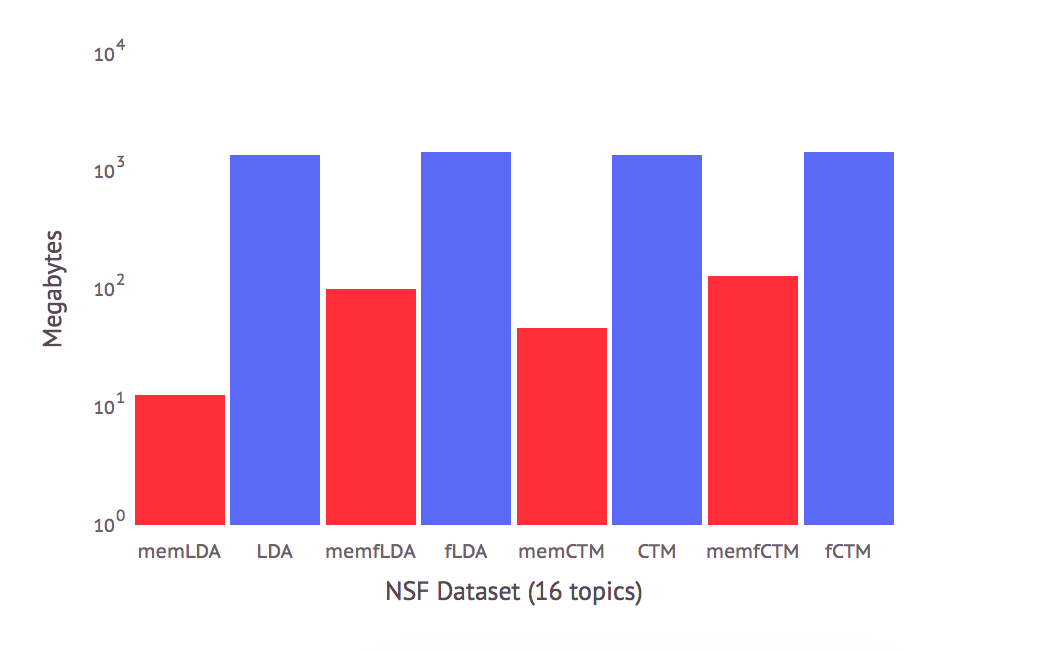 10^4
10^3
10^2
10^1
10^0
Megabytes
memLDA LDA memfLDA fLDA memCTM CTM memfCTM fCTM
NSF Dataset (16 topics)